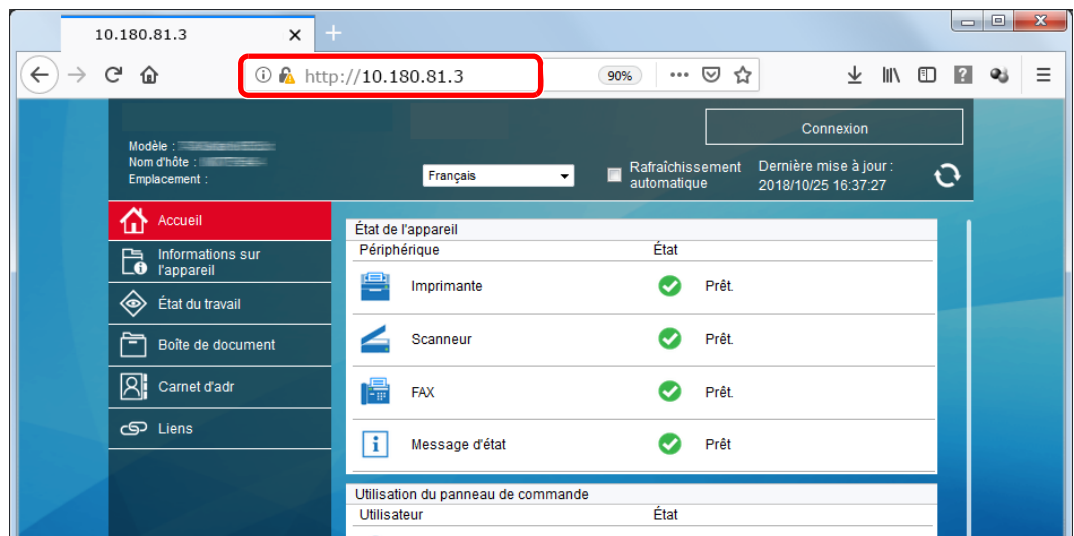 10.180.81.3
http://10.180.81.3
90%
Connexion
Modèle :
Nom d'hôte :
Emplacement :
Français
Rafraîchissement
automatique
Dernière mise à jour :
2018/10/25 16:37:27
Accueil
Informations sur
l'appareil
État du travail
Boîte de document
Carnet d'adr
Liens
État de l'appareil
Périphérique État
Imprimante Prêt.
Scanneur Prêt.
FAX Prêt.
Message d'état Prêt
Utilisation du panneau de commande
Utilisateur État